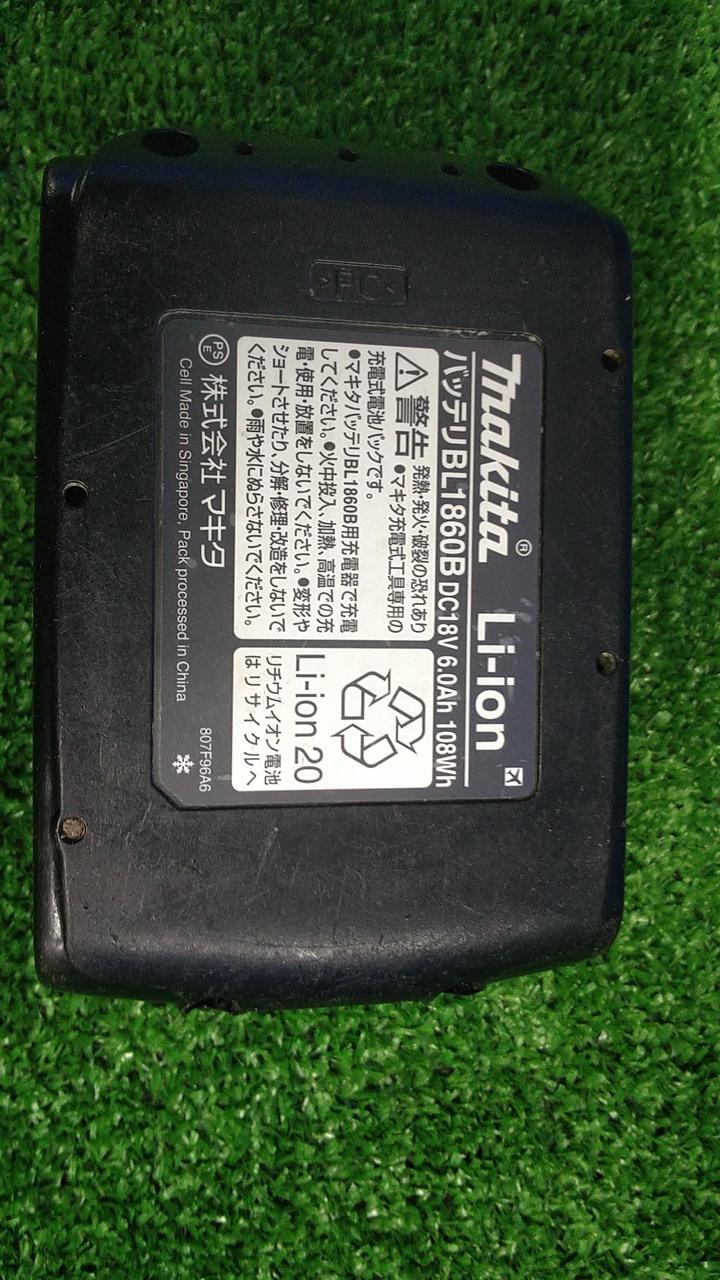 makita® Li-ion
バッテリBL1860B DC18V 6.0Ah 108Wh
警告 発熱・発火・破裂の恐れあり
●マキタ充電式工具専用の
充電式電池パックです。
●マキタバッテリBL1860B用充電器で充電
してください。●火中投入、加熱、高温での充
電・使用・放置をしないでください。●変形や
ショートさせたり、分解・修理・改造をしないで
ください。●雨や水にぬらさないでください。
Li-ion 20
リチウムイオン電池
はリサイクルへ
PS
E
株式会社 マキタ
Cell Made in Singapore, Pack processed in China
807F96A6